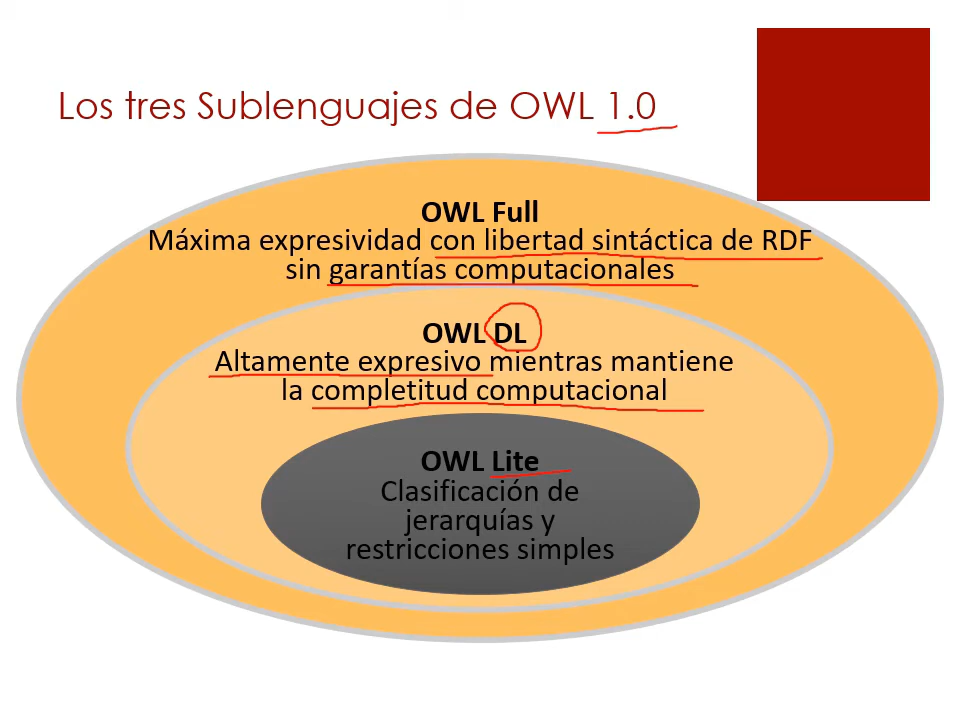 Los tres Sublenguajes de OWL 1.0
OWL Full
Máxima expresividad con libertad sintáctica de RDF
sin garantías computacionales
OWL DL
Altamente expresivo mientras mantiene
la completitud computacional
OWL Lite
Clasificación de
jerarquías y
restricciones simples